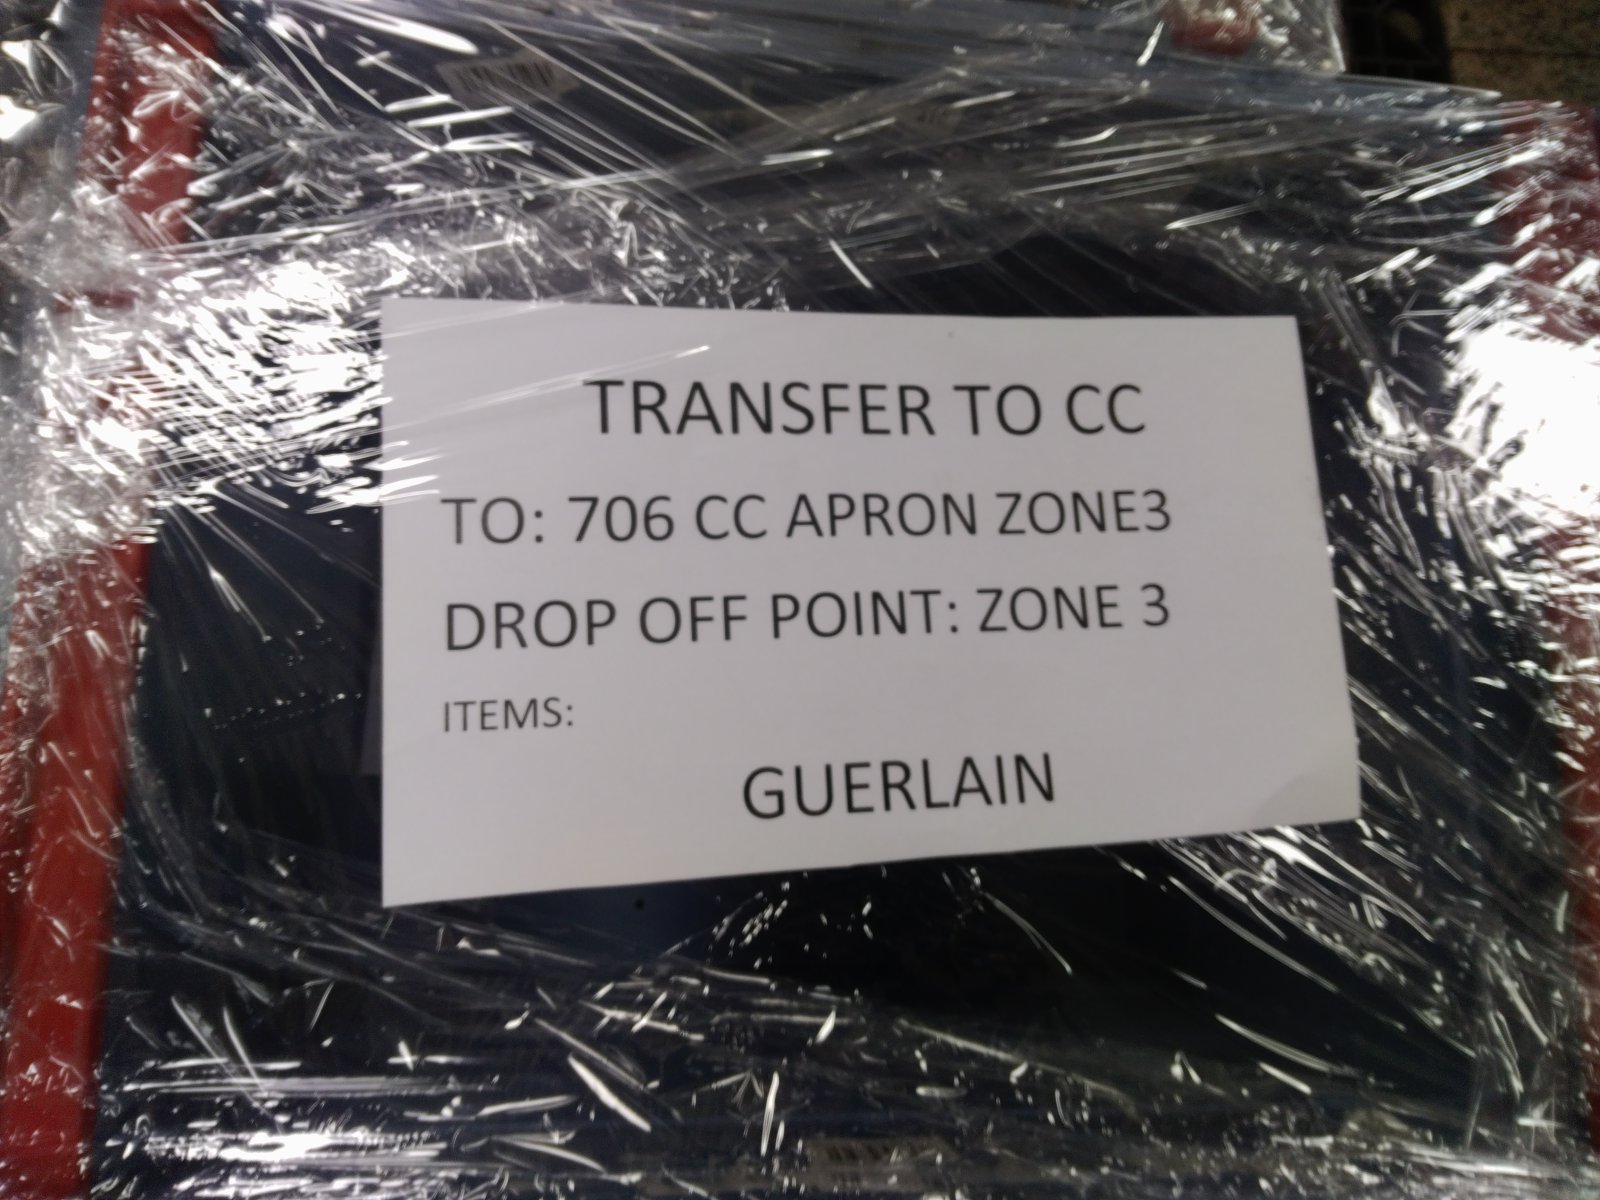 TRANSFER TO CC
TO: 706 CC APRON ZONE3
DROP OFF POINT: ZONE 3
ITEMS:
GUERLAIN